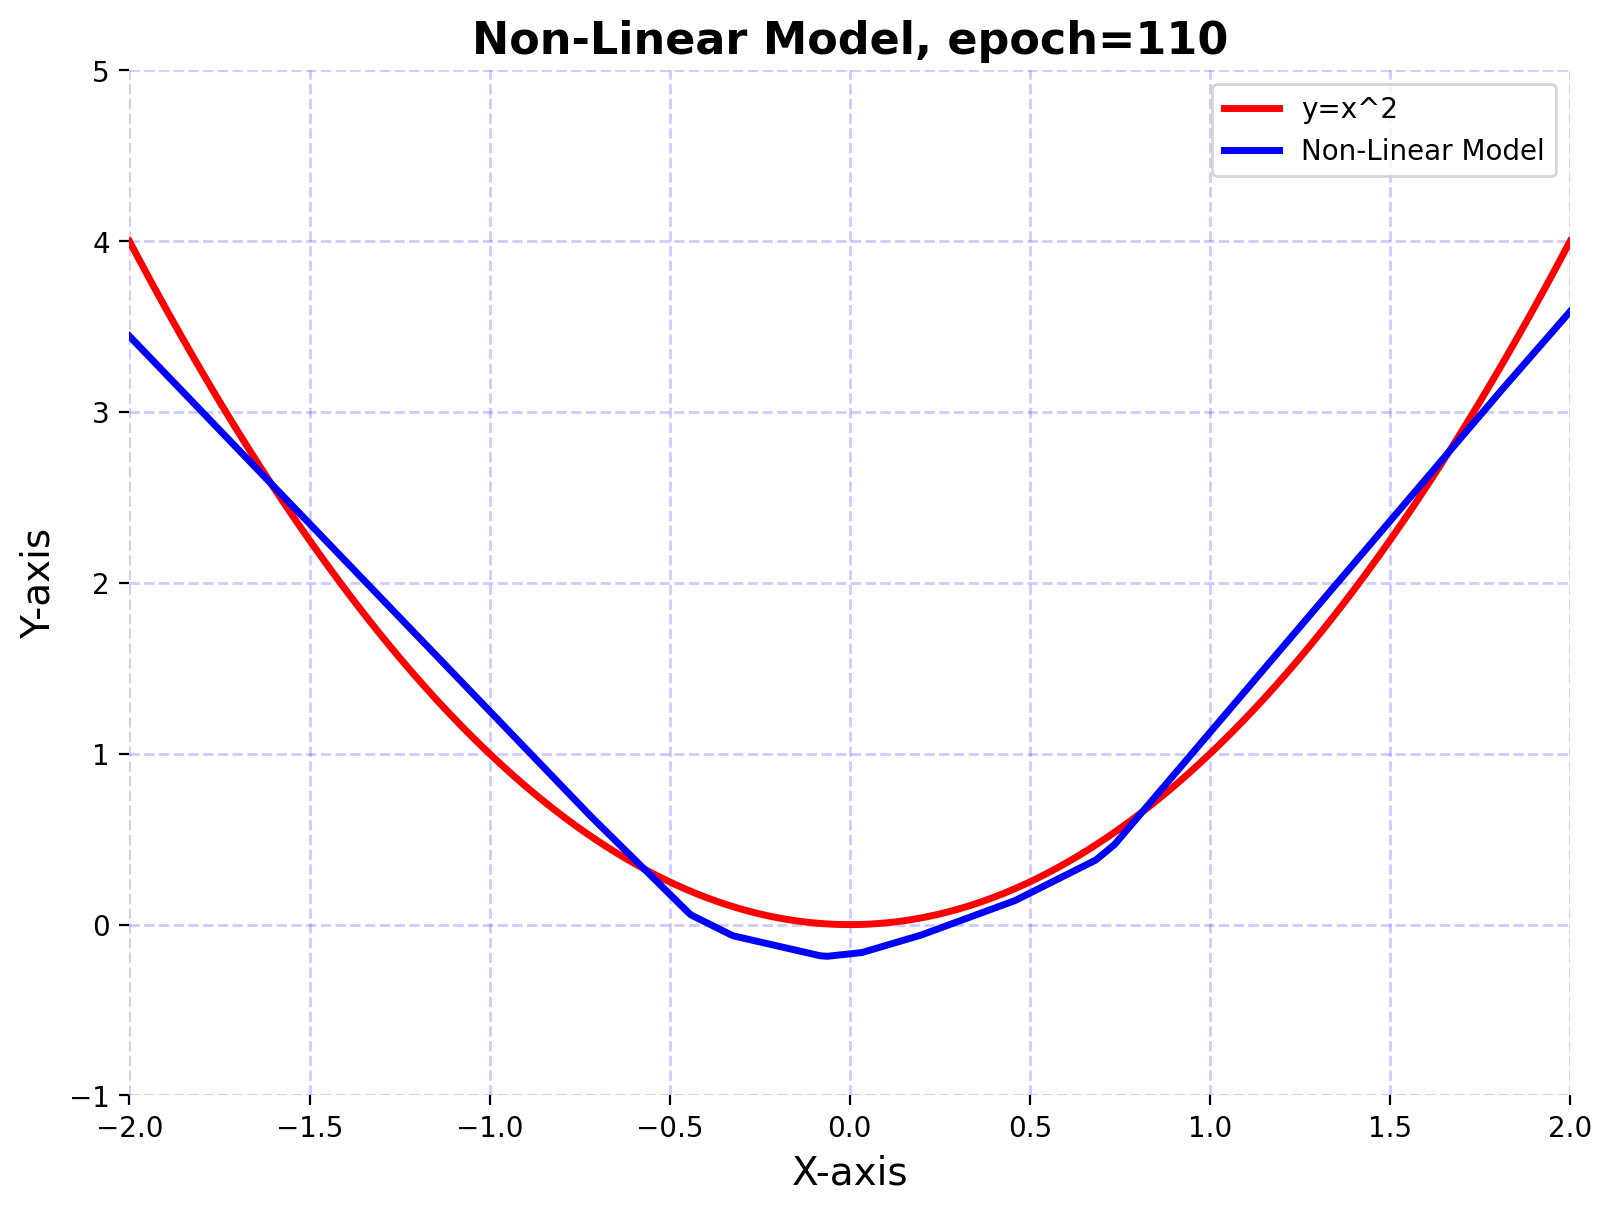 Non-Linear Model, epoch=110
y=x^2
Non-Linear Model
Y-axis
5
4
3
2
1
0
−1
−2.0 −1.5 −1.0 −0.5 0.0 0.5 1.0 1.5 2.0
X-axis